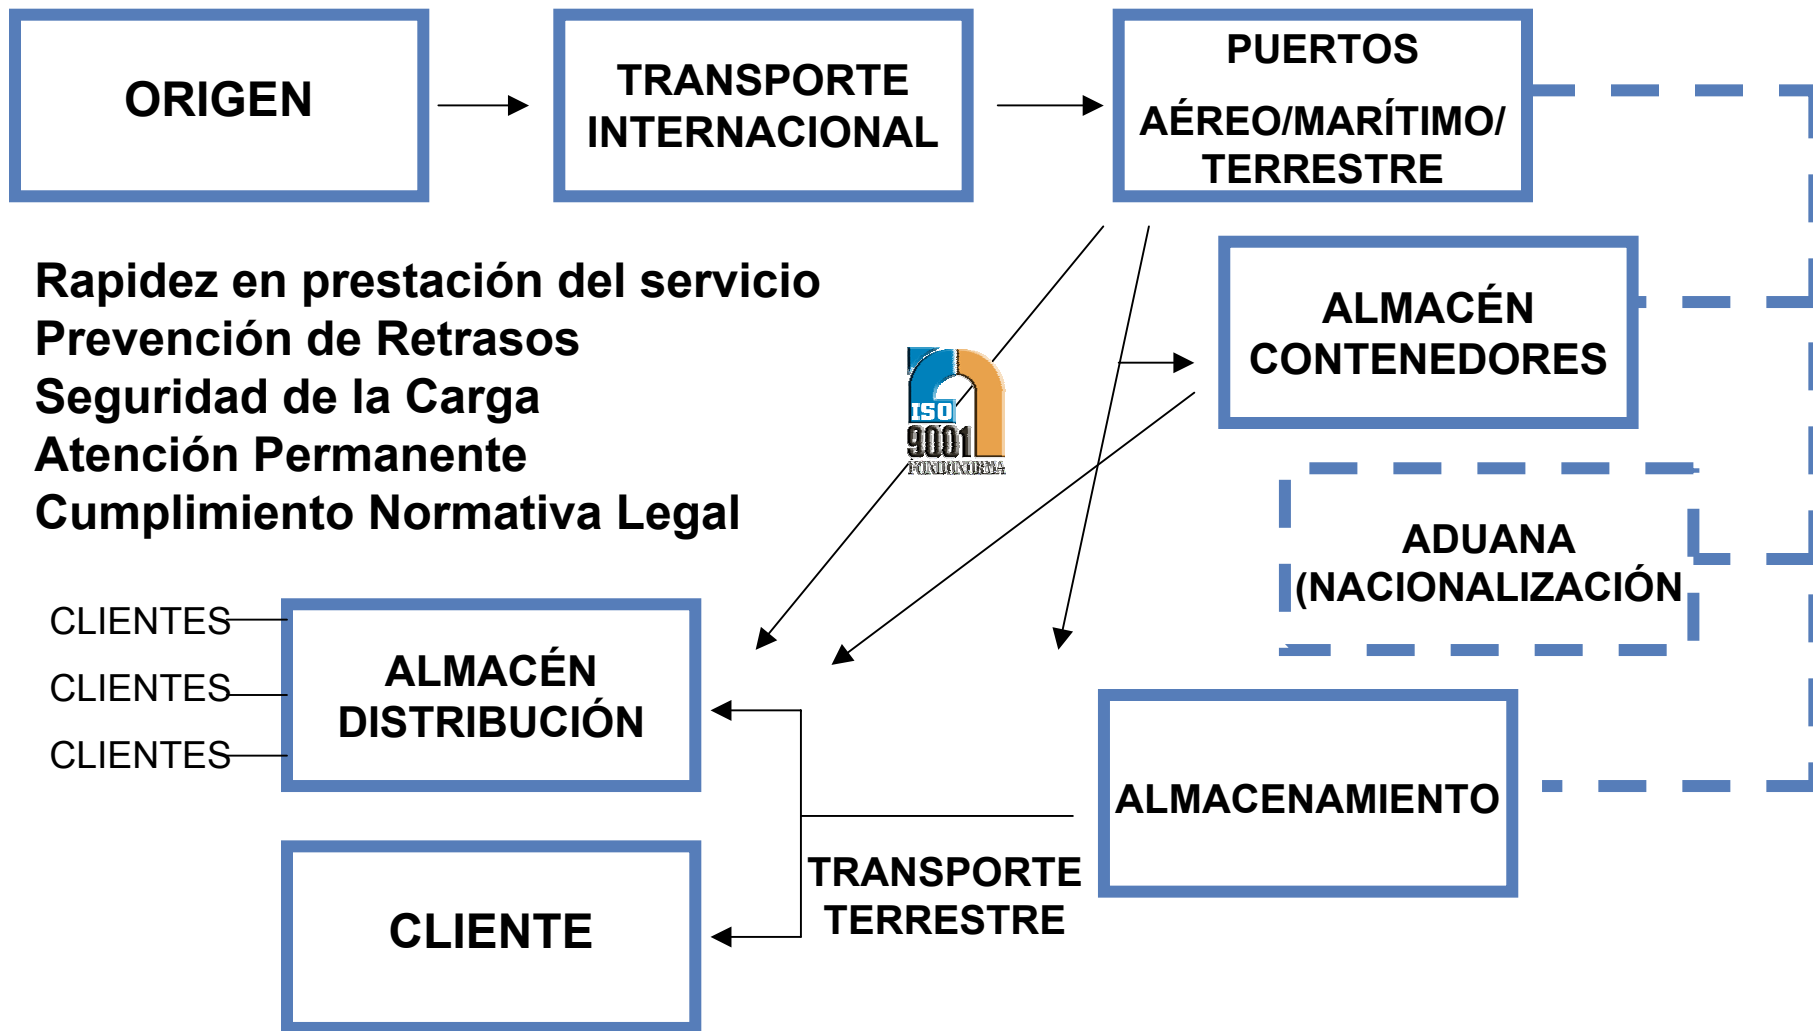 ORIGEN
TRANSPORTE
INTERNACIONAL
PUERTOS
AÉREO/MARÍTIMO/
TERRESTRE
Rapidez en prestación del servicio
Prevención de Retrasos
Seguridad de la Carga
Atención Permanente
Cumplimiento Normativa Legal
ISO
9001
FONDONORMA
ALMACÉN
CONTENEDORES
ADUANA
(NACIONALIZACIÓN
CLIENTES
CLIENTES
CLIENTES
ALMACÉN
DISTRIBUCIÓN
ALMACENAMIENTO
TRANSPORTE
TERRESTRE
CLIENTE